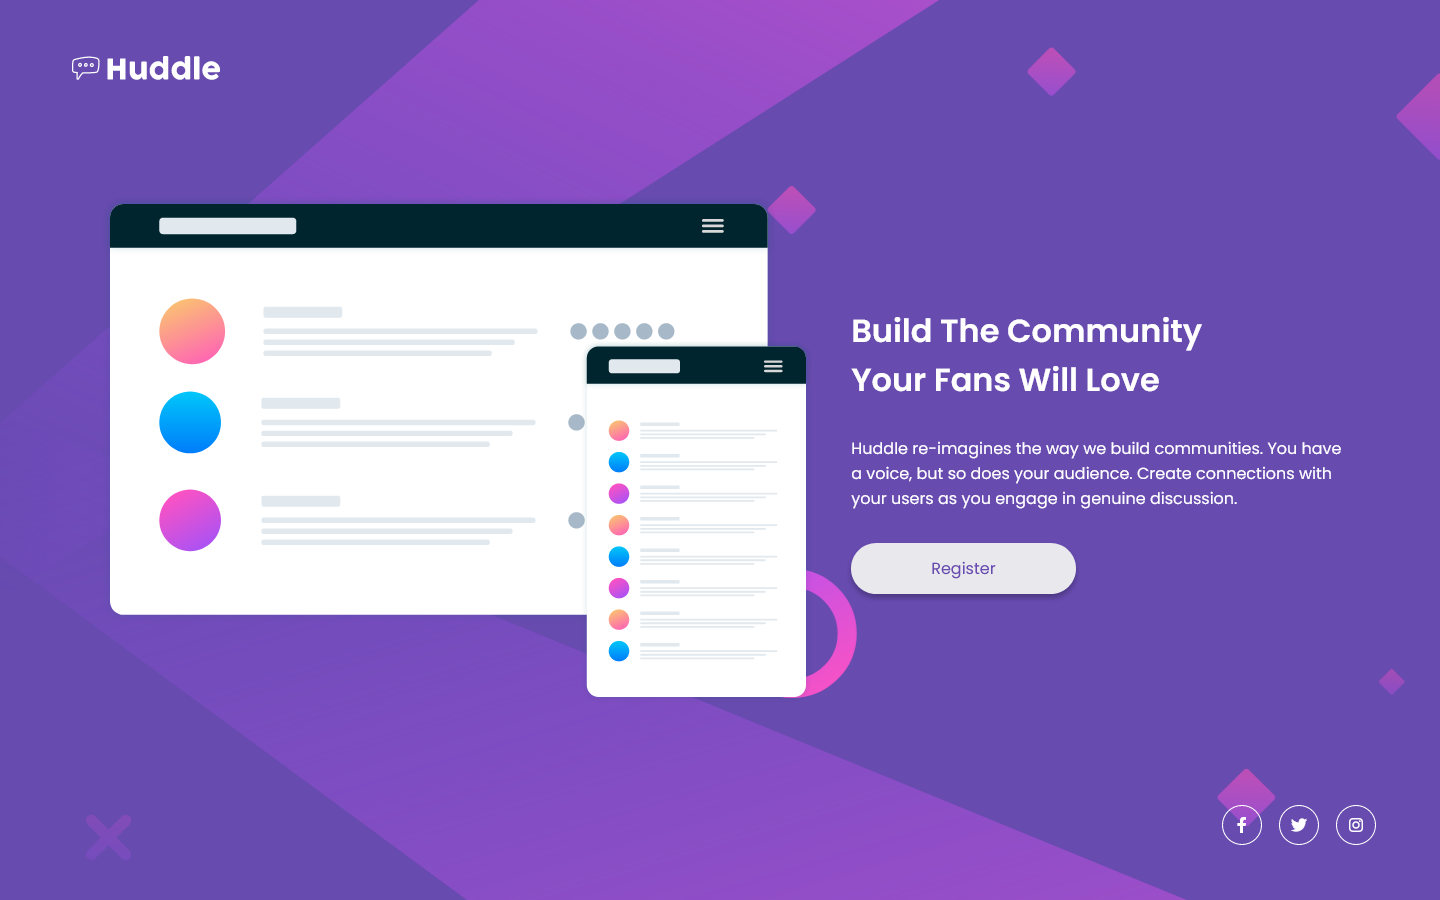 Huddle
Build The Community
Your Fans Will Love
Huddle re-imagines the way we build communities. You have
a voice, but so does your audience. Create connections with
your users as you engage in genuine discussion.
Register